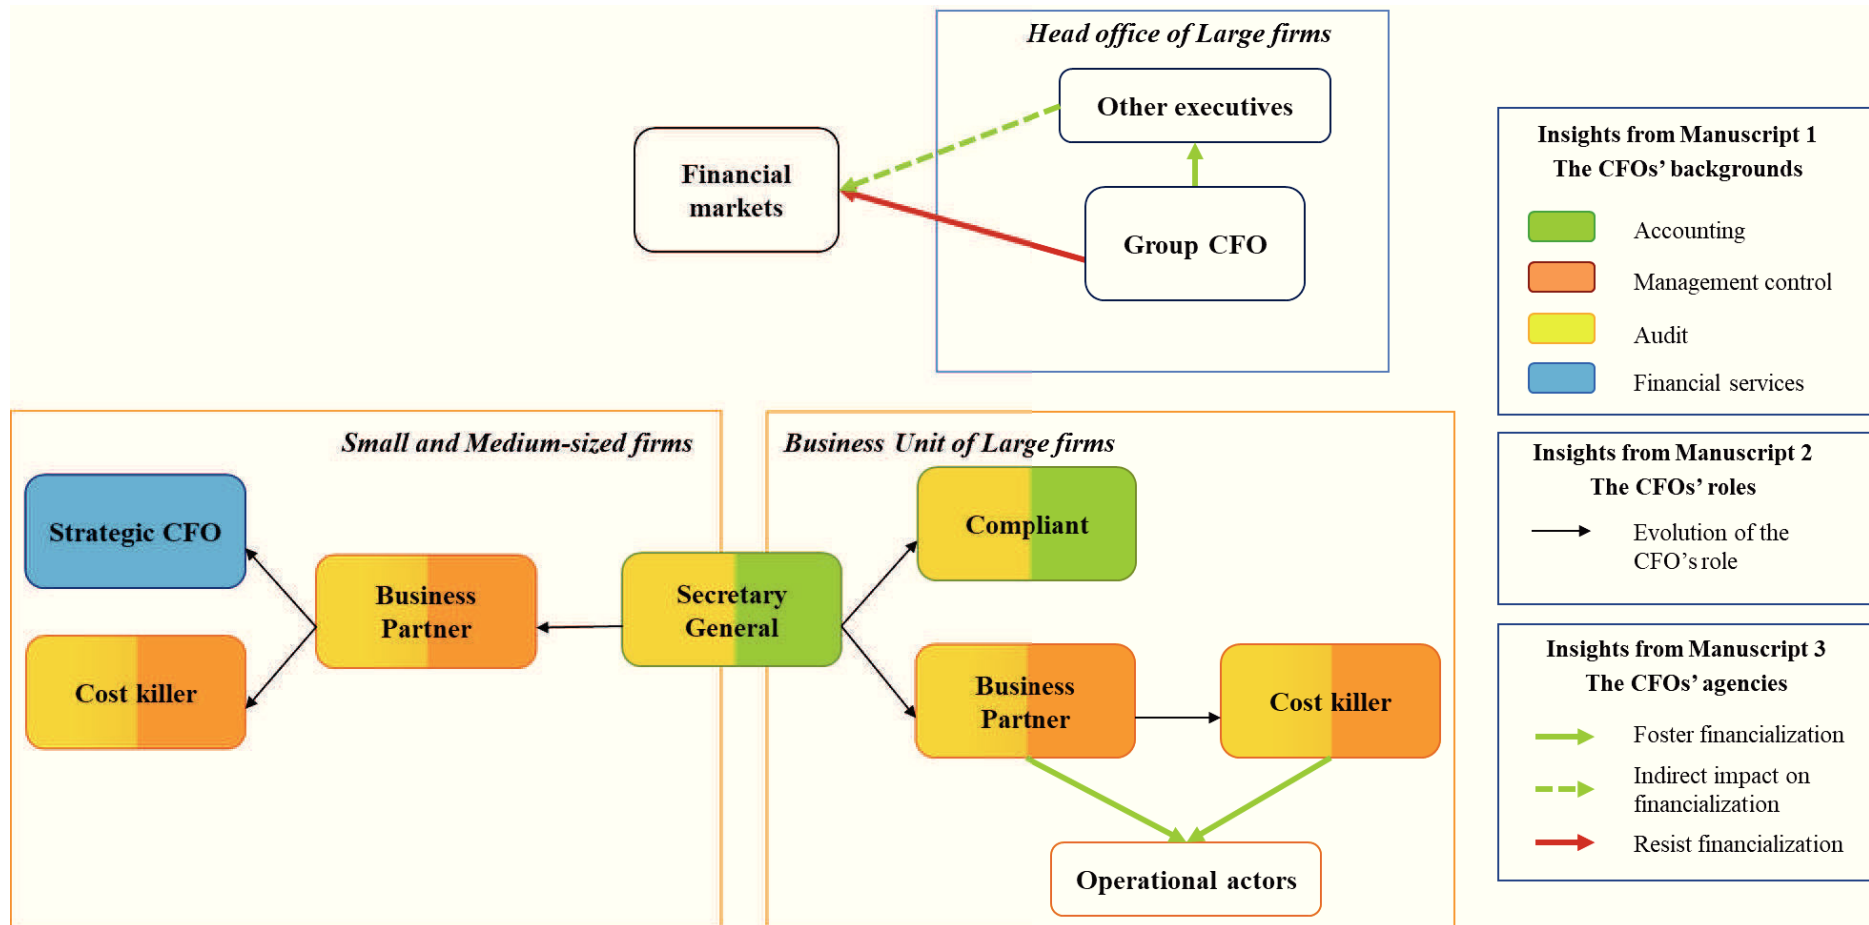 Head office of Large firms
Other executives
Financial
markets
Group CFO
Insights from Manuscript 1
The CFOs’ backgrounds
Accounting
Management control
Audit
Financial services
Small and Medium-sized firms
Strategic CFO
Business
Partner
Cost killer
Secretary
General
Business Unit of Large firms
Compliant
Business
Partner
Cost killer
Operational actors
Insights from Manuscript 2
The CFOs’ roles
Evolution of the
CFO’s role
Insights from Manuscript 3
The CFOs’ agencies
Foster financialization
Indirect impact on
financialization
Resist financialization